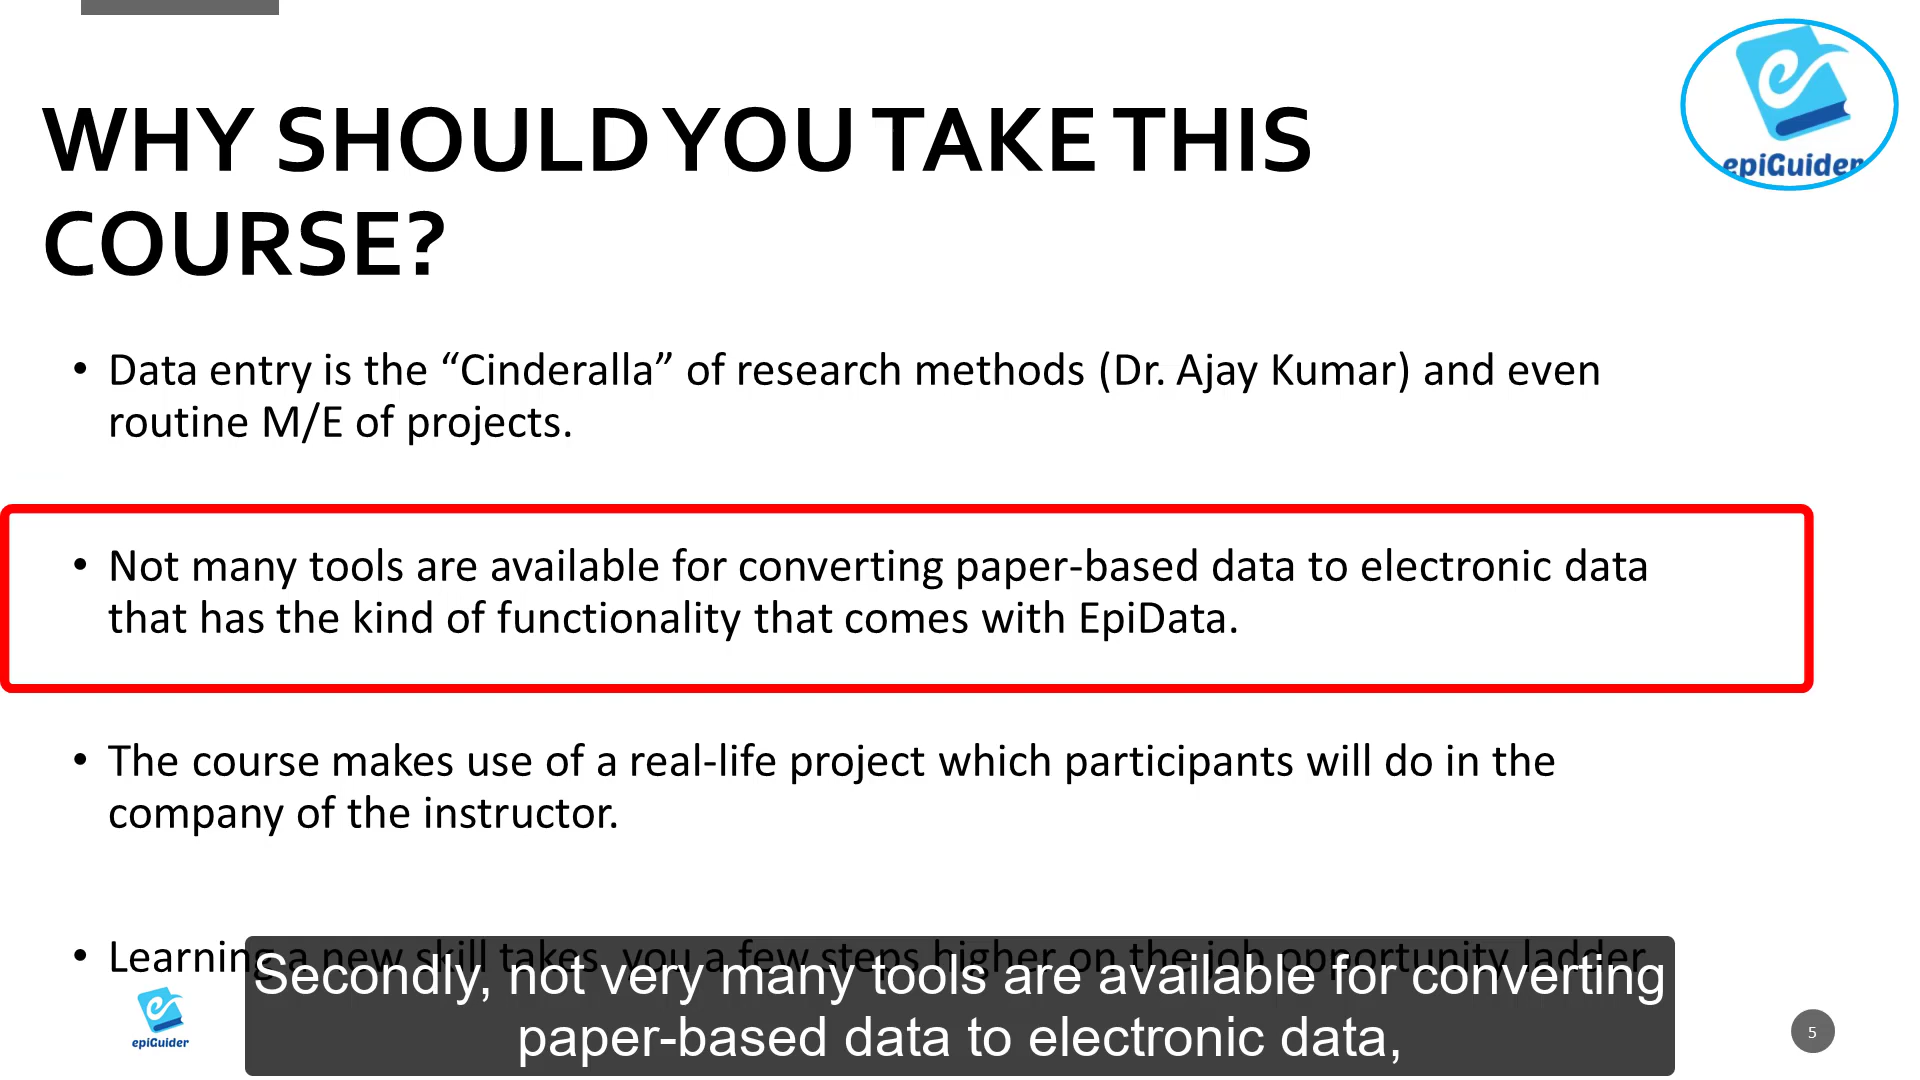 epiGuider
WHY SHOULD YOU TAKE THIS
COURSE?
• Data entry is the “Cinderalla” of research methods (Dr. Ajay Kumar) and even
routine M/E of projects.
• Not many tools are available for converting paper-based data to electronic data
that has the kind of functionality that comes with EpiData.
• The course makes use of a real-life project which participants will do in the
company of the instructor.
• Learning a new skill takes you a few steps higher on the job opportunity ladder
Secondly, not very many tools are available for converting
paper-based data to electronic data,
epiGuider
5